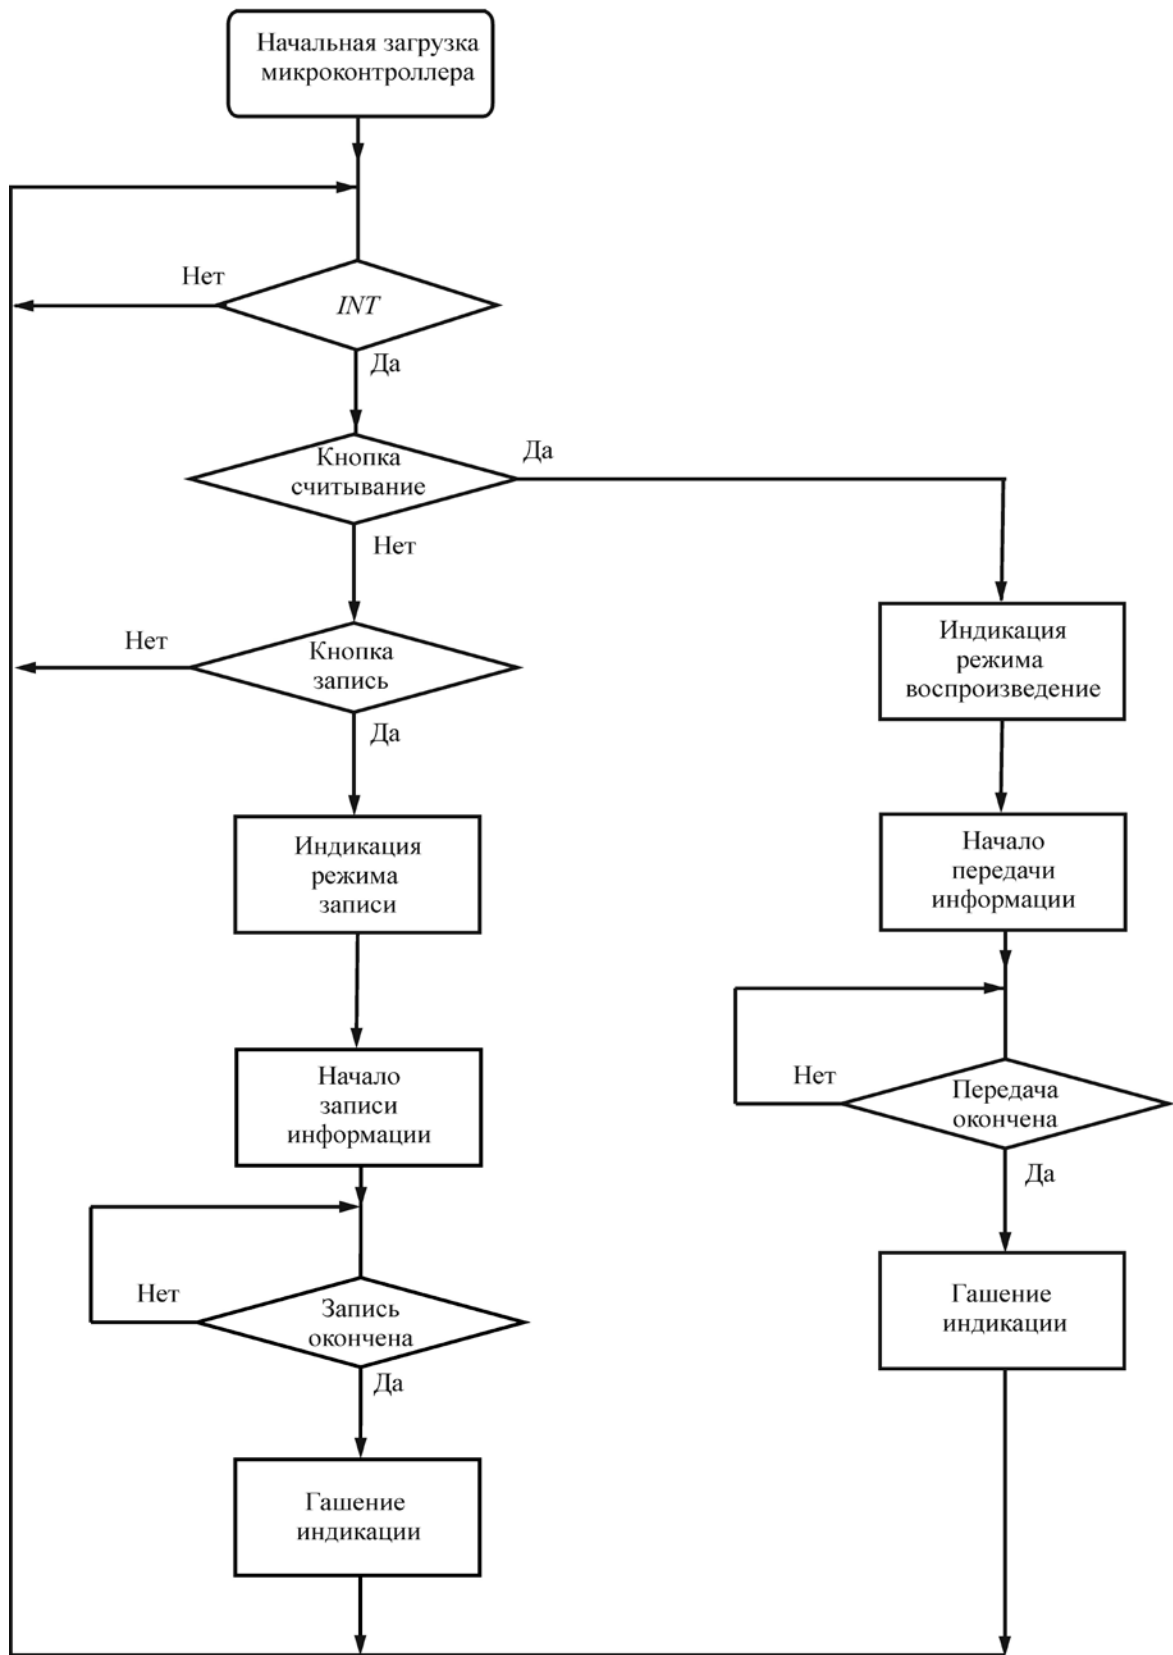 Начальная загрузка
микроконтроллера
Нет
INT
Да
Кнопка
считывание
Да
Нет
Нет
Кнопка
запись
Да
Индикация
режима
записи
Начало
записи
информации
Нет
Запись
окончена
Да
Гашение
индикации
Индикация
режима
воспроизведение
Начало
передачи
информации
Нет
Передача
окончена
Да
Гашение
индикации